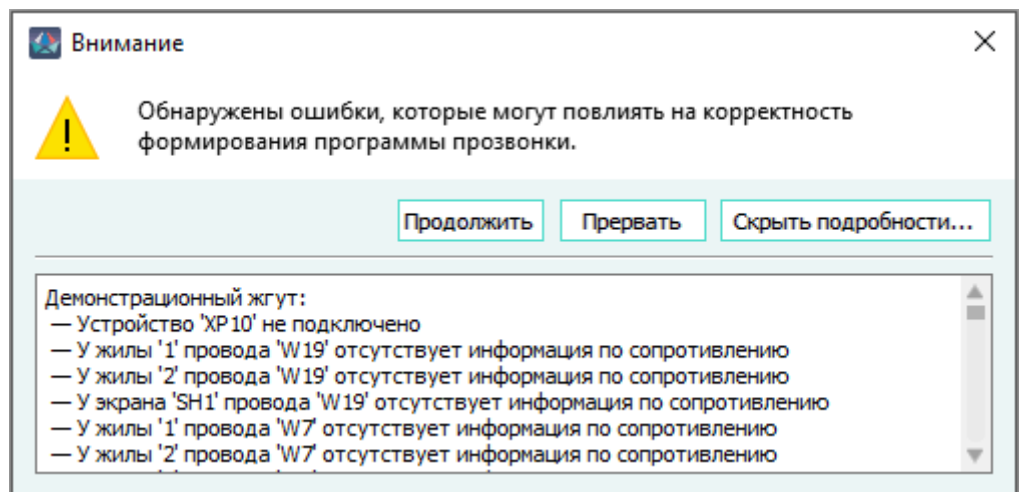 Внимание
Обнаружены ошибки, которые могут повлиять на корректность
формирования программы прозвонки.
Продолжить Прервать Скрыть подробности...
Демонстрационный жгут:
— Устройство 'XP10' не подключено
— У жилы '1' провода 'W19' отсутствует информация по сопротивлению
— У жилы '2' провода 'W19' отсутствует информация по сопротивлению
— У экрана 'SH1' провода 'W19' отсутствует информация по сопротивлению
— У жилы '1' провода 'W7' отсутствует информация по сопротивлению
— У жилы '2' провода 'W7' отсутствует информация по сопротивлению